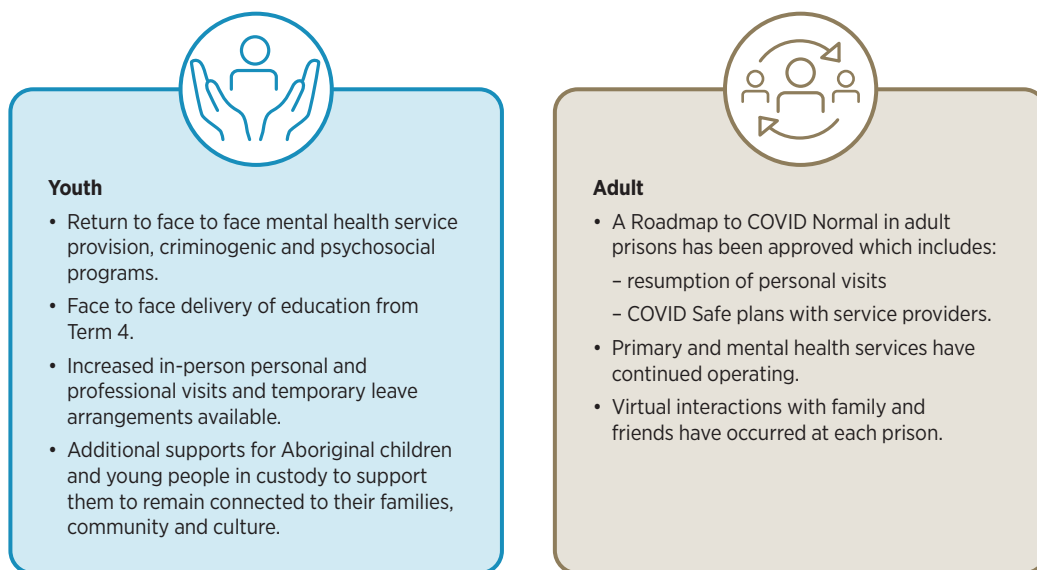 Youth
• Return to face to face mental health service
provision, criminogenic and psychosocial
programs.
• Face to face delivery of education from
Term 4.
• Increased in-person personal and
professional visits and temporary leave
arrangements available.
• Additional supports for Aboriginal children
and young people in custody to support
them to remain connected to their families,
community and culture.
Adult
• A Roadmap to COVID Normal in adult
prisons has been approved which includes:
– resumption of personal visits
– COVID Safe plans with service providers.
• Primary and mental health services have
continued operating.
• Virtual interactions with family and
friends have occurred at each prison.